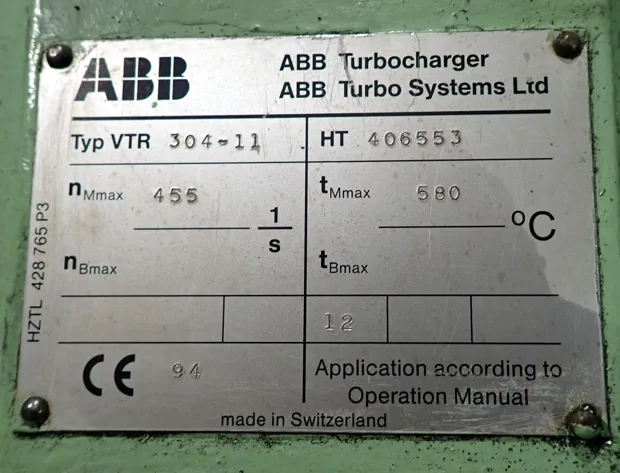 ABB
ABB Turbocharger
ABB Turbo Systems Ltd
Typ VTR 304-11
HT 406553
nMmax 455
1/s
nBmax
tMmax 580
°C
tBmax
12
CE 94
Application according to
Operation Manual
made in Switzerland
HZTL 428 765 P3